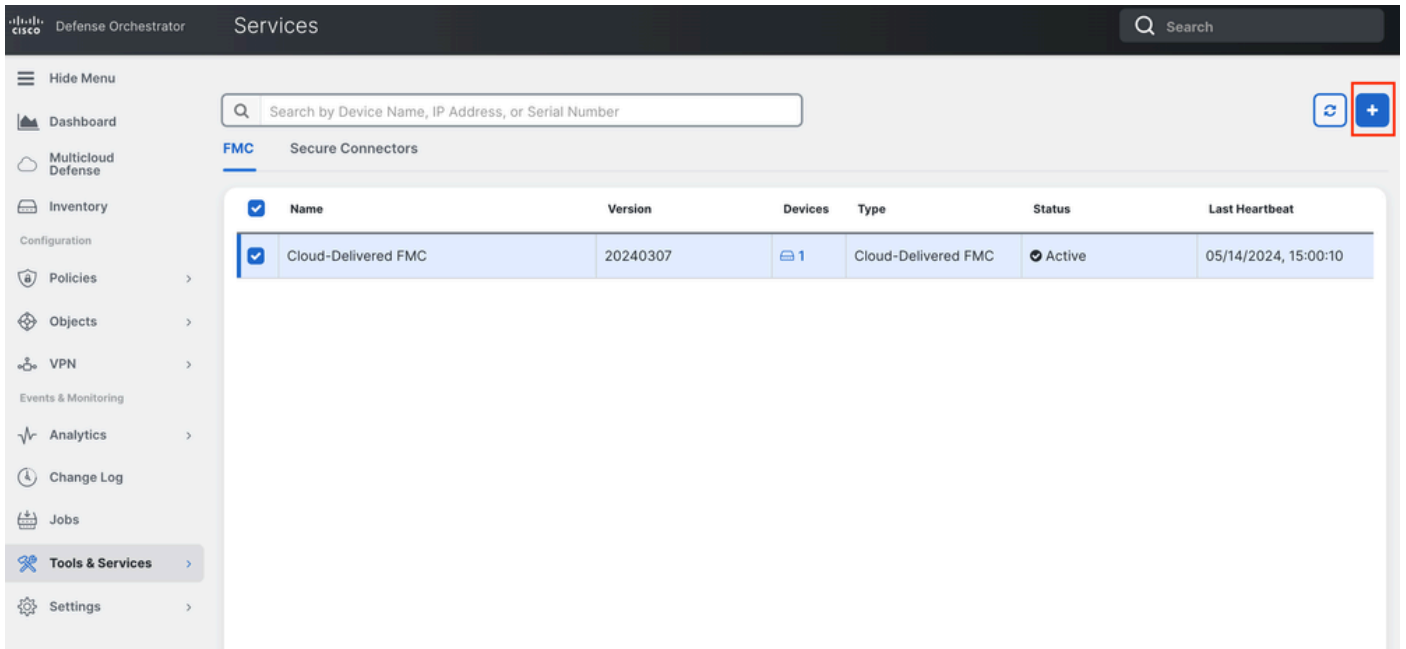 cisco Defense Orchestrator
Services
Search
Hide Menu
Dashboard
Multicloud
Defense
Inventory
Configuration
Policies
Objects
VPN
Events & Monitoring
Analytics
Change Log
Jobs
Tools & Services
Settings
Search by Device Name, IP Address, or Serial Number
+
FMC Secure Connectors
Name Version Devices Type Status Last Heartbeat
Cloud-Delivered FMC 20240307 1 Cloud-Delivered FMC Active 05/14/2024, 15:00:10